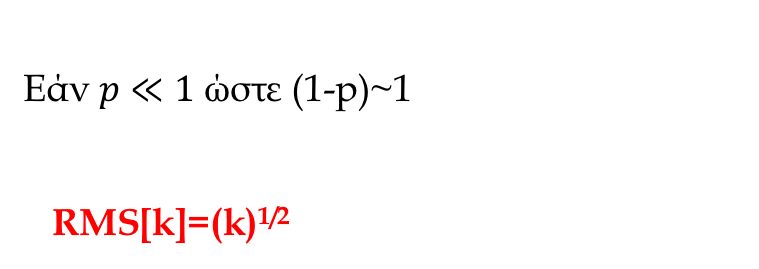 Εάν p ≪ 1 ώστε (1-p)~1
RMS[k]=(k)^{1/2}